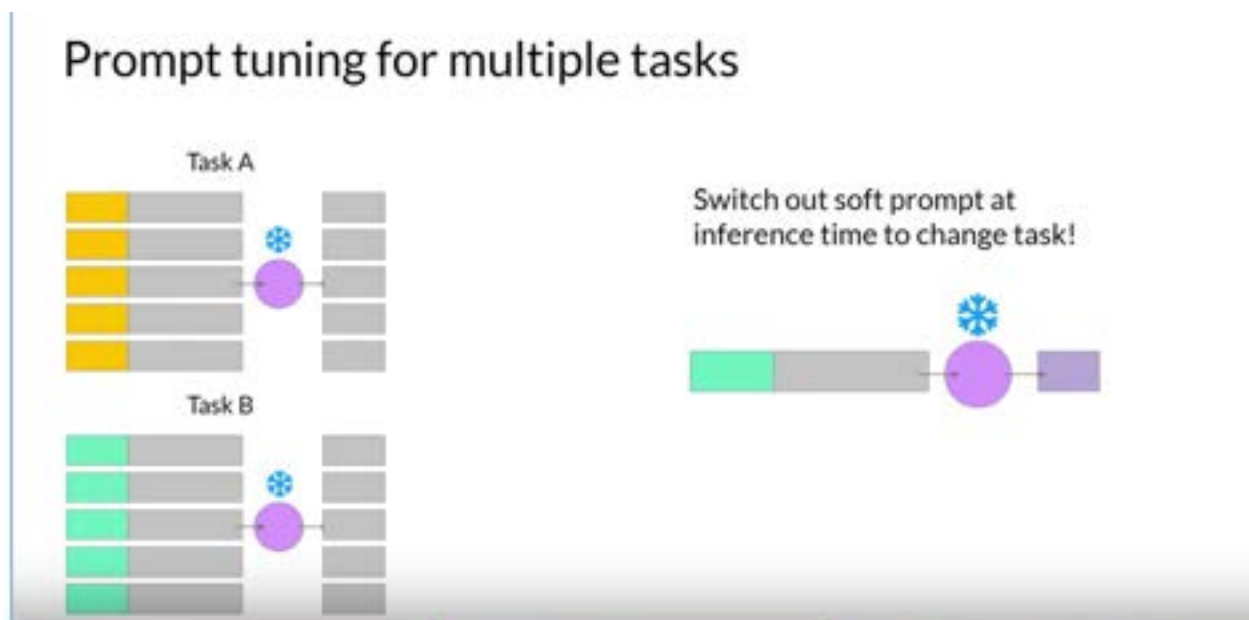 Prompt tuning for multiple tasks
Task A
Task B
Switch out soft prompt at
inference time to change task!